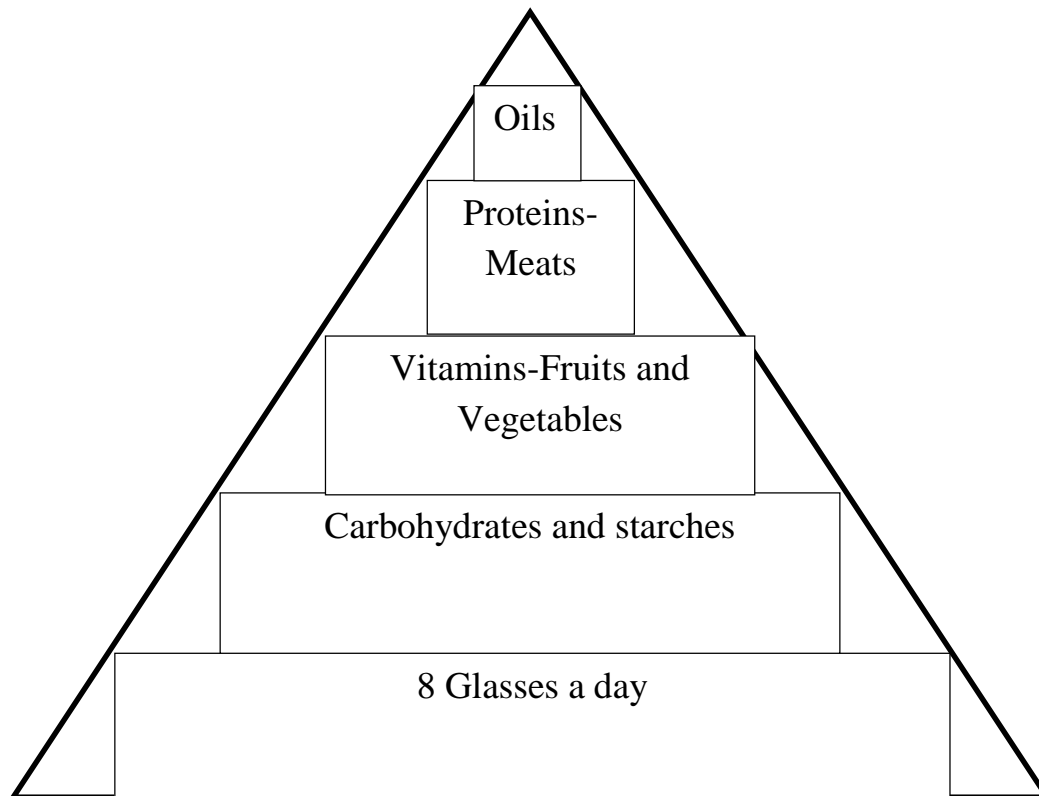 Oils
Proteins-
Meats
Vitamins-Fruits and
Vegetables
Carbohydrates and starches
8 Glasses a day